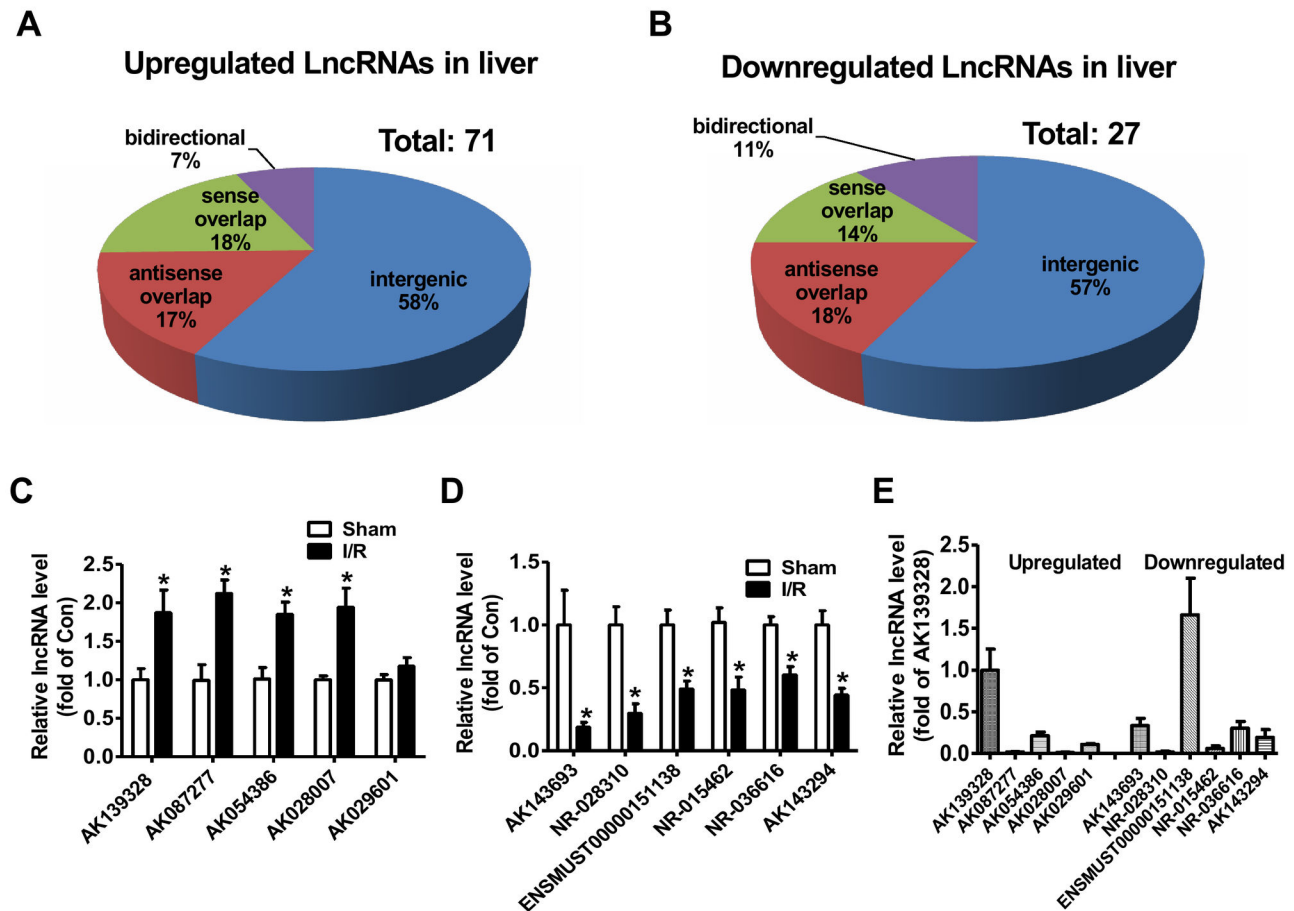 A
Upregulated LncRNAs in liver
Total: 71
bidirectional
7%
sense
overlap
18%
antisense
overlap
17%
intergenic
58%
B
Downregulated LncRNAs in liver
Total: 27
bidirectional
11%
sense
overlap
14%
antisense
overlap
18%
intergenic
57%
C
Sham
I/R
Relative lncRNA level
(fold of Con)
2.5
2.0
1.5
1.0
0.5
0.0
* * * *
AK139328
AK087277
AK054386
AK028007
AK029601
D
Sham
I/R
Relative lncRNA level
(fold of Con)
1.5
1.0
0.5
0.0
* * * * * *
AK143693
NR-028310
ENSMUST00000151138
NR-015462
NR-036616
AK143294
E
Relative lncRNA level
(fold of AK139328)
2.5
2.0
1.5
1.0
0.5
0.0
Upregulated
Downregulated
AK139328
AK087277
AK054386
AK028007
AK029601
AK143693
NR-028310
ENSMUST00000151138
NR-015462
NR-036616
AK143294